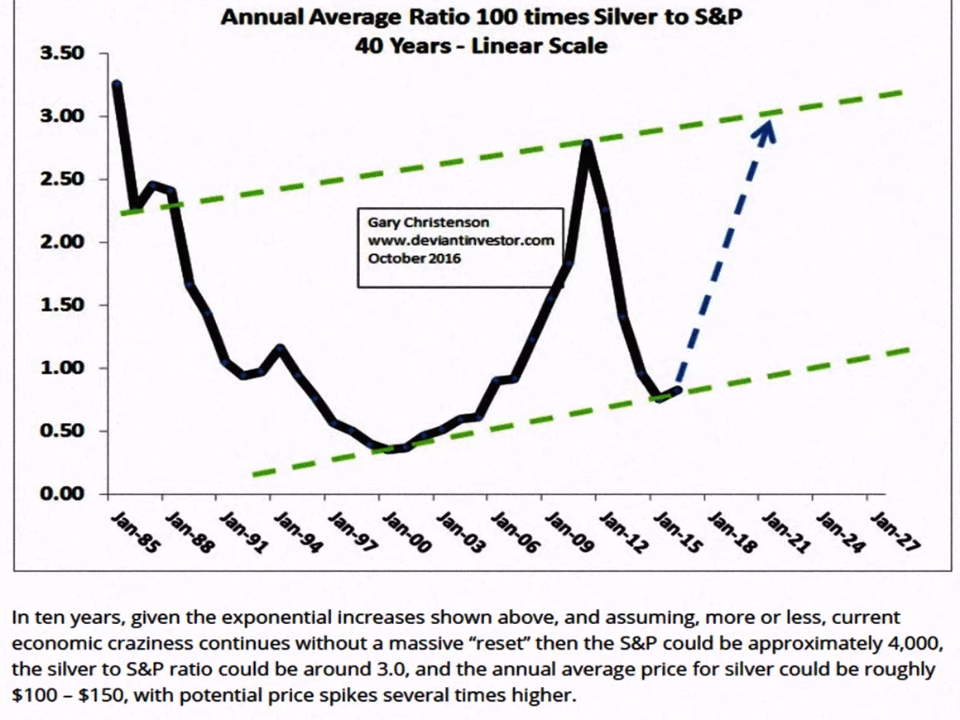 Annual Average Ratio 100 times Silver to S&P
40 Years - Linear Scale
3.50
3.00
2.50
2.00
1.50
1.00
0.50
0.00
Gary Christenson
www.deviantinvestor.com
October 2016
Jan-85
Jan-88
Jan-91
Jan-94
Jan-97
Jan-00
Jan-03
Jan-06
Jan-09
Jan-12
Jan-15
Jan-18
Jan-21
Jan-24
Jan-27
In ten years, given the exponential increases shown above, and assuming, more or less, current
economic craziness continues without a massive “reset” then the S&P could be approximately 4,000,
the silver to S&P ratio could be around 3.0, and the annual average price for silver could be roughly
$100 – $150, with potential price spikes several times higher.